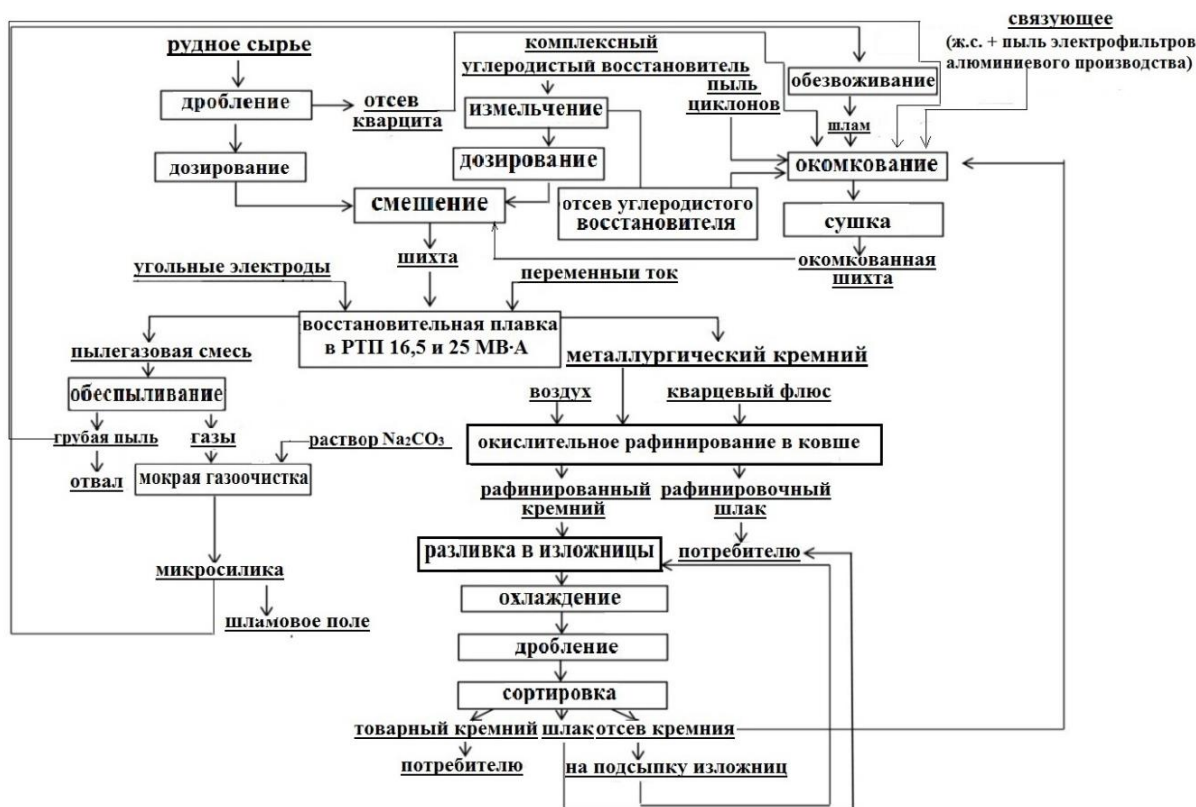 связующее
(ж.с. + пыль электрофильтров
алюминиевого производства)
рудное сырье
комплексный
углеродистый восстановитель
пыль
циклонов
обезвоживание
дробление
отсев
кварцита
измельчение
шлам
дозирование
дозирование
окомкование
смешение
отсев углеродистого
восстановителя
сушка
шихта
окомкованная
шихта
угольные электроды
переменный ток
восстановительная плавка
в РТП 16,5 и 25 МВ·А
пылегазовая смесь
металлургический кремний
обеспыливание
воздух
кварцевый флюс
грубая пыль
газы
раствор Na₂CO₃
окислительное рафинирование в ковше
отвал
мокрая газоочистка
рафинированный
кремний
рафинировочный
шлак
разливка в изложницы
потребителю
микросилика
охлаждение
шламовое поле
дробление
сортировка
товарный кремний
шлак
отсев кремния
потребителю
на подсыпку изложниц